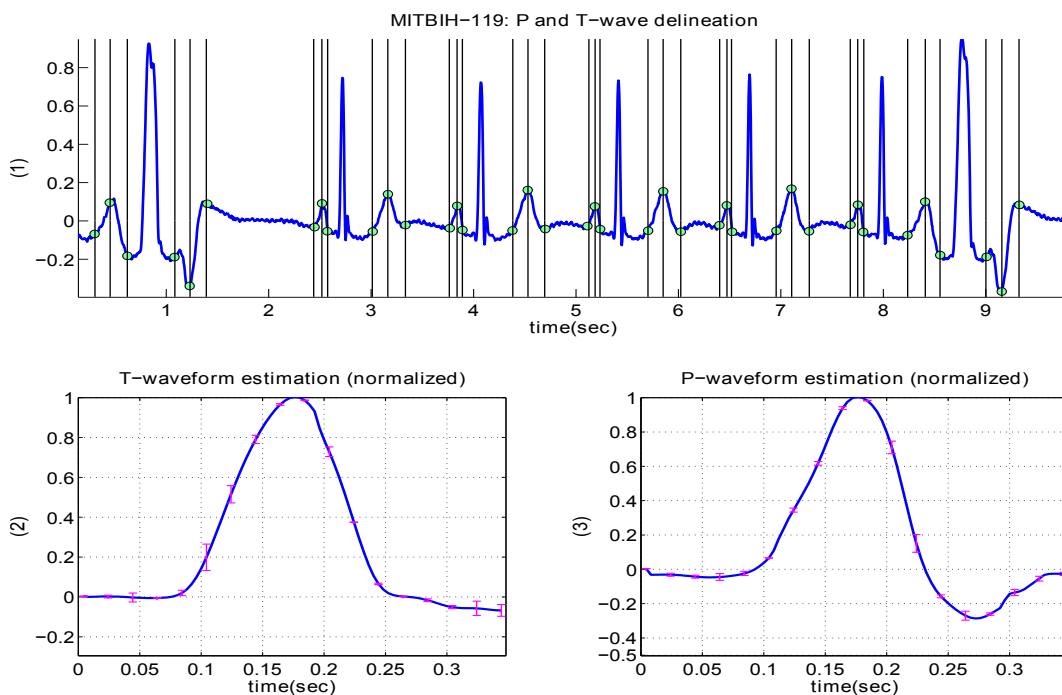 MITBIH−119: P and T−wave delineation
(1)
0.8
0.6
0.4
0.2
0
−0.2
1 2 3 4 5 6 7 8 9
time(sec)
T−waveform estimation (normalized)
(2)
1
0.8
0.6
0.4
0.2
0
−0.2
0 0.05 0.1 0.15 0.2 0.25 0.3
time(sec)
P−waveform estimation (normalized)
(3)
1
0.8
0.6
0.4
0.2
0
−0.2
−0.4
−0.5
0 0.05 0.1 0.15 0.2 0.25 0.3
time(sec)